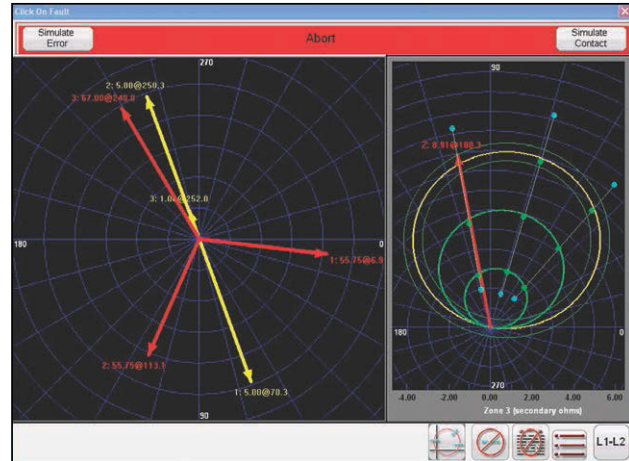 Click On Fault
Simulate Error
Abort
Simulate Contact
270
2: 5.00@250.3
3: 67.00@240.0
3: 1.00@252.0
180
0
1: 55.75@6.9
2: 55.75@113.1
1: 5.00@70.3
90
90
180
0
270
-4.00 -2.00 0.00 2.00 4.00 6.00
Zone 3 (secondary ohms)
L1-L2